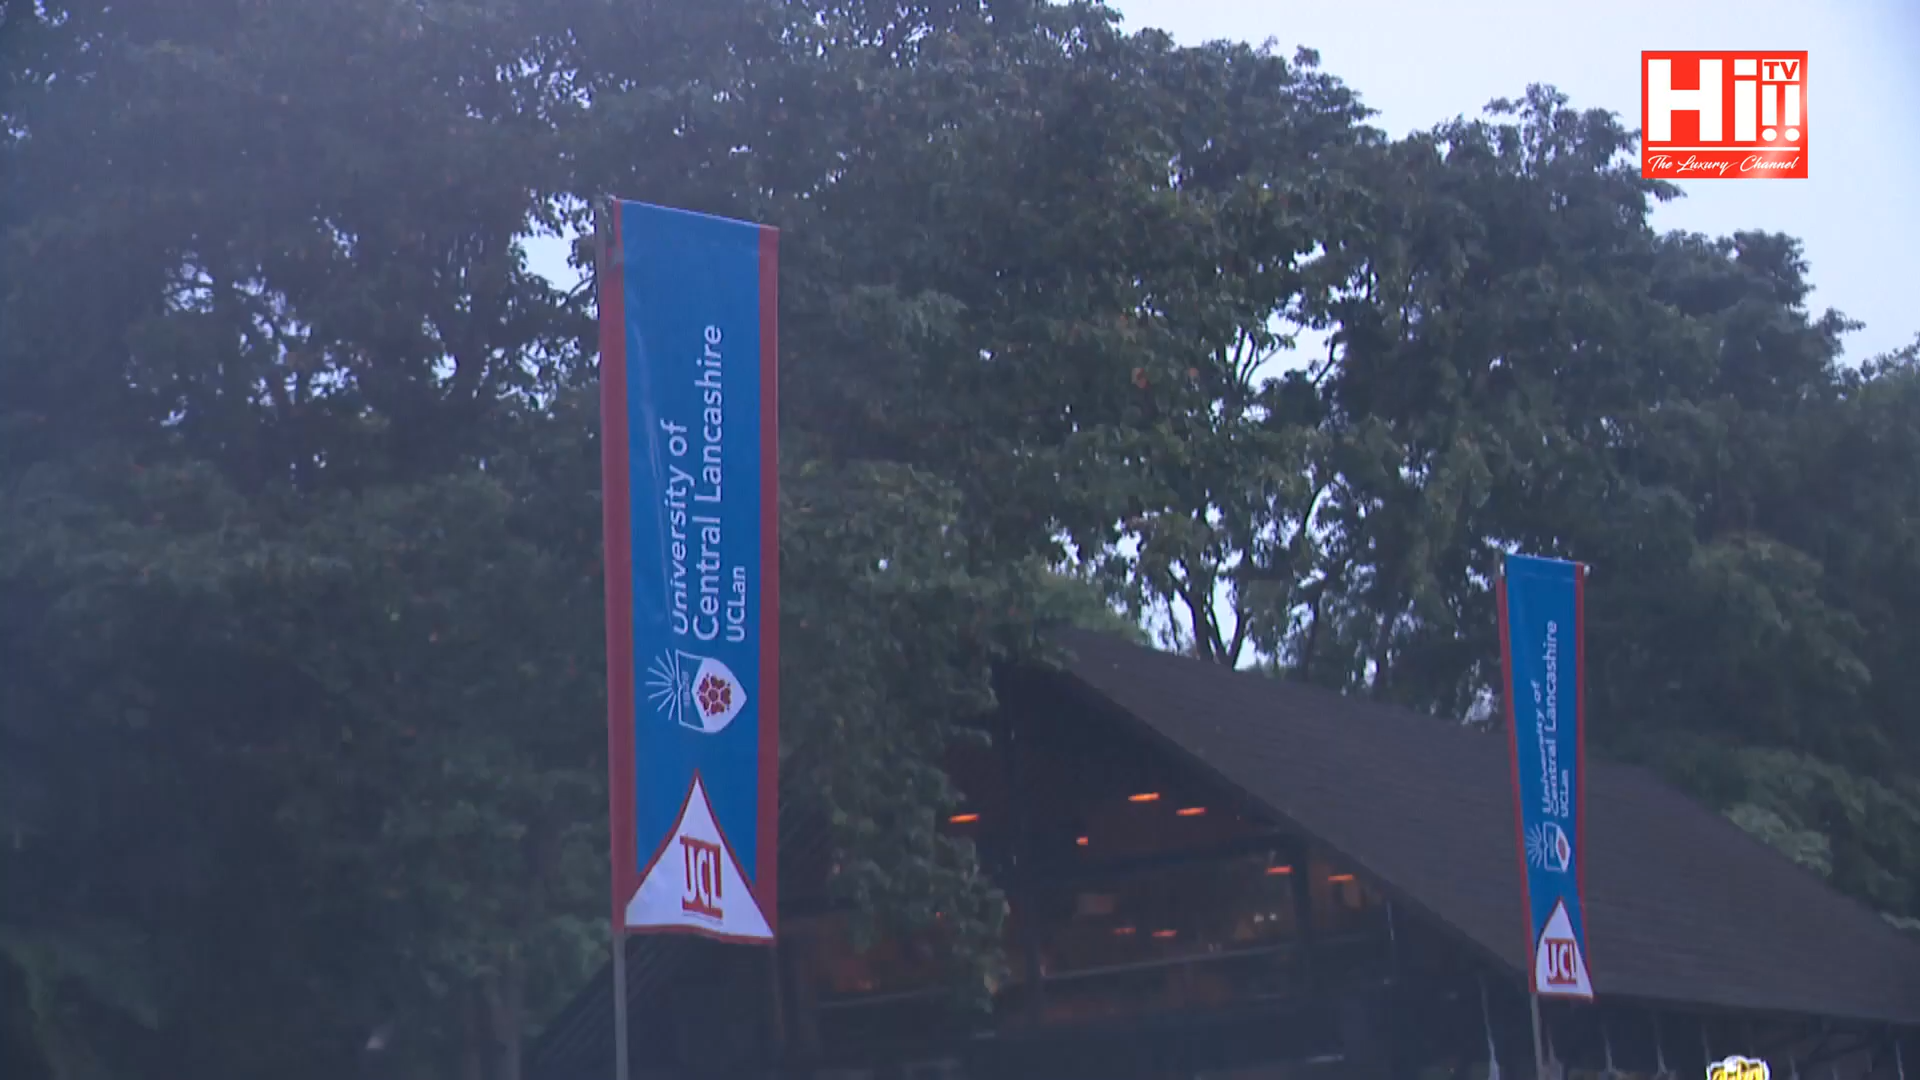 Hi!!
TV
The Luxury Channel
University of
Central Lancashire
UCLan
UCL
University of
Central Lancashire
UCLan
UCL